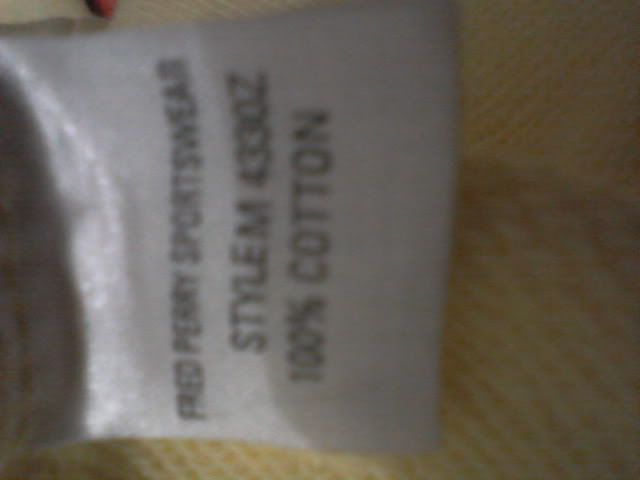 FRED PERRY SPORTSWEAR
STYLE M 4330Z
100% COTTON